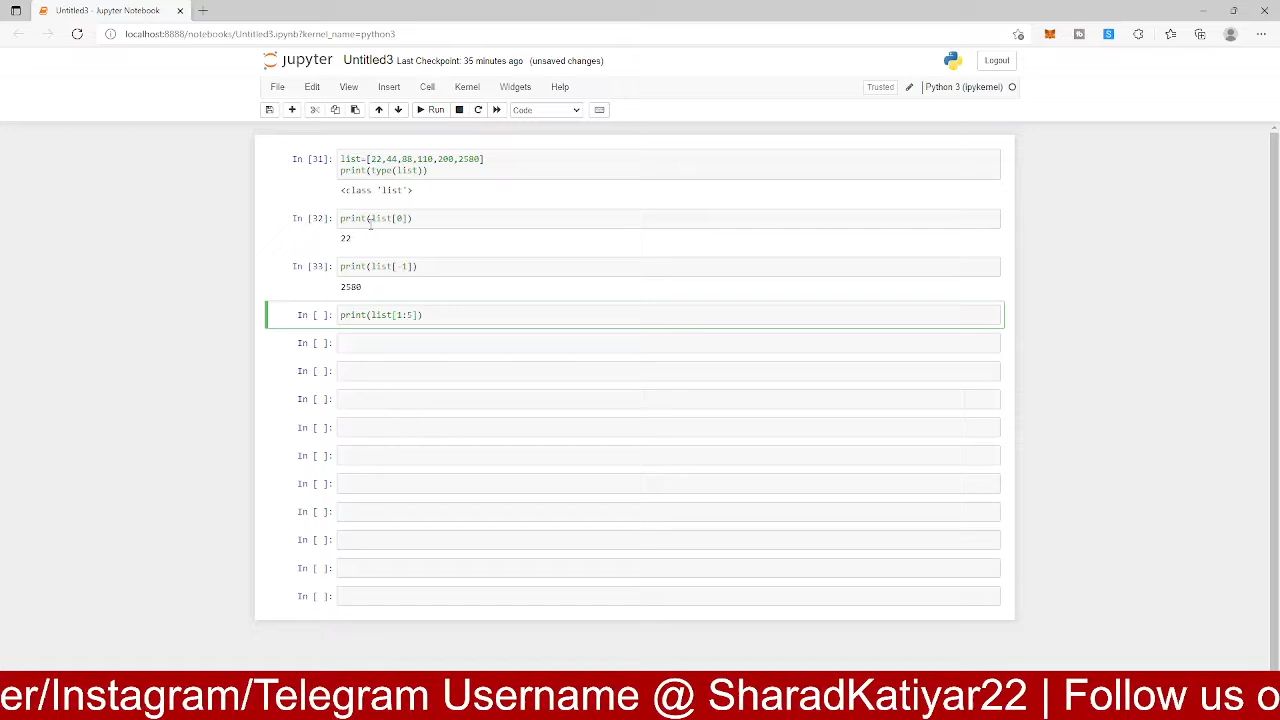 Untitled3 - Jupyter Notebook
localhost:8888/notebooks/Untitled3.ipynb?kernel_name=python3
jupyter Untitled3 Last Checkpoint: 35 minutes ago (unsaved changes) Logout
File Edit View Insert Cell Kernel Widgets Help Trusted Python 3 (ipykernel)
Run Code
In [31]: list=[22,44,88,110,200,2580]
print(type(list))
<class 'list'>
In [32]: print(list[0])
22
In [33]: print(list[-1])
2580
In [ ]: print(list[1:5])
In [ ]:
In [ ]:
In [ ]:
In [ ]:
In [ ]:
In [ ]:
In [ ]:
In [ ]:
In [ ]:
In [ ]:
er/Instagram/Telegram Username @ SharadKatiyar22 | Follow us o